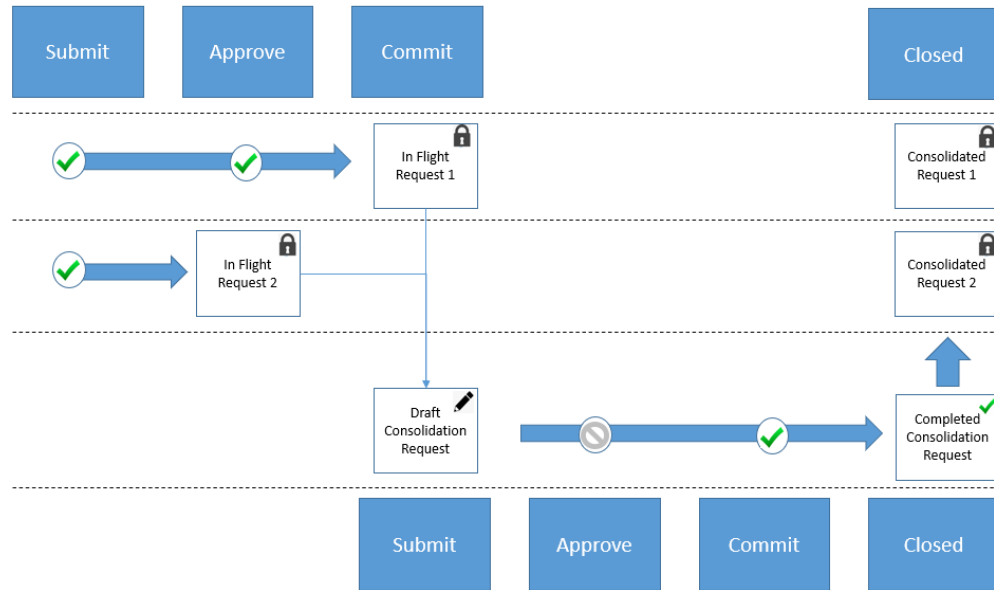 Submit
Approve
Commit
Closed
In Flight
Request 1
Consolidated
Request 1
In Flight
Request 2
Consolidated
Request 2
Draft
Consolidation
Request
Completed
Consolidation
Request
Submit
Approve
Commit
Closed